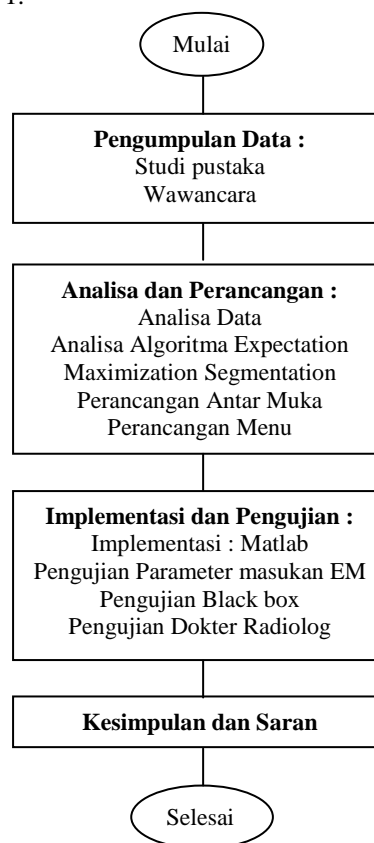 1.
Mulai
Pengumpulan Data :
Studi pustaka
Wawancara
Analisa dan Perancangan :
Analisa Data
Analisa Algoritma Expectation
Maximization Segmentation
Perancangan Antar Muka
Perancangan Menu
Implementasi dan Pengujian :
Implementasi : Matlab
Pengujian Parameter masukan EM
Pengujian Black box
Pengujian Dokter Radiolog
Kesimpulan dan Saran
Selesai